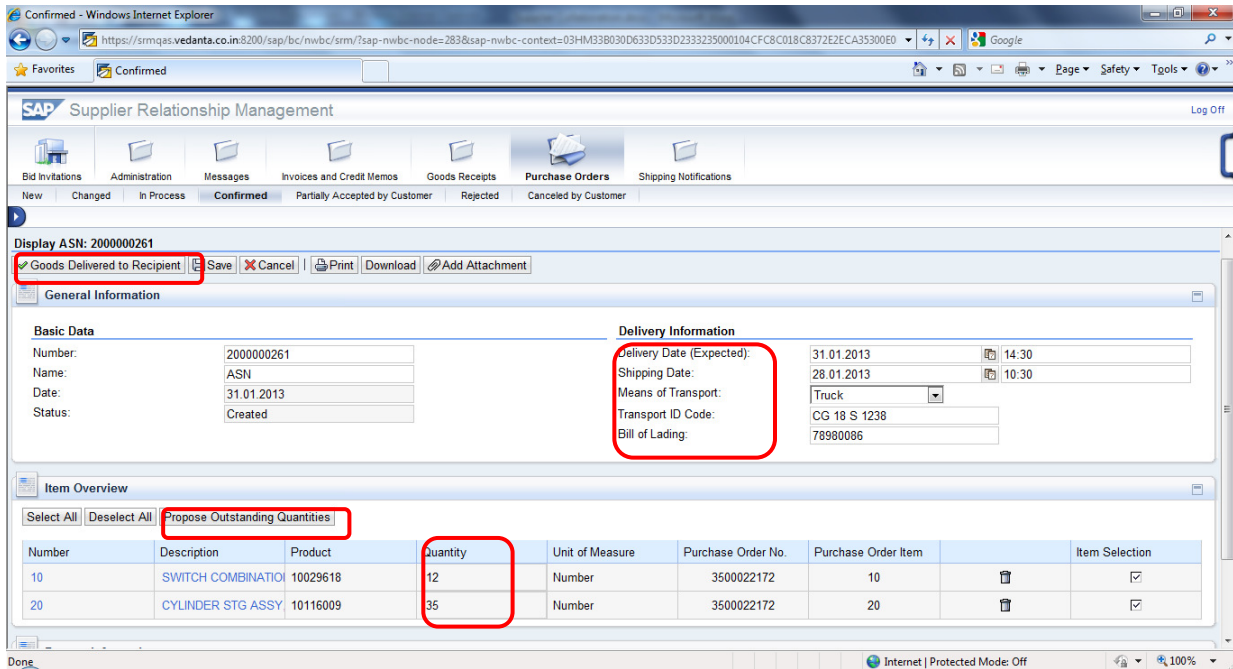 Confirmed - Windows Internet Explorer
https://srmqas.vedanta.co.in:8200/sap/bc/nwbc/srm/?sap-nwbc-node=283&sap-nwbc-context=03HM33B030D633D533D2333235000104CFC8C018C8372E2ECA35300E0 Google
Favorites Confirmed Page Safety Tools
SAP Supplier Relationship Management Log Off
Bid Invitations Administration Messages Invoices and Credit Memos Goods Receipts Purchase Orders Shipping Notifications
New Changed In Process Confirmed Partially Accepted by Customer Rejected Canceled by Customer
Display ASN: 2000000261
Goods Delivered to Recipient Save Cancel | Print Download Add Attachment
General Information
Basic Data Delivery Information
Number: 2000000261 Delivery Date (Expected): 31.01.2013 14:30
Name: ASN Shipping Date: 28.01.2013 10:30
Date: 31.01.2013 Means of Transport: Truck
Status: Created Transport ID Code: CG 18 S 1238
Bill of Lading: 78980086
Item Overview
Select All Deselect All Propose Outstanding Quantities
Number Description Product Quantity Unit of Measure Purchase Order No. Purchase Order Item Item Selection
10 SWITCH COMBINATIO 10029618 12 Number 3500022172 10
20 CYLINDER STG ASSY, 10116009 35 Number 3500022172 20
Done Internet | Protected Mode: Off 100%